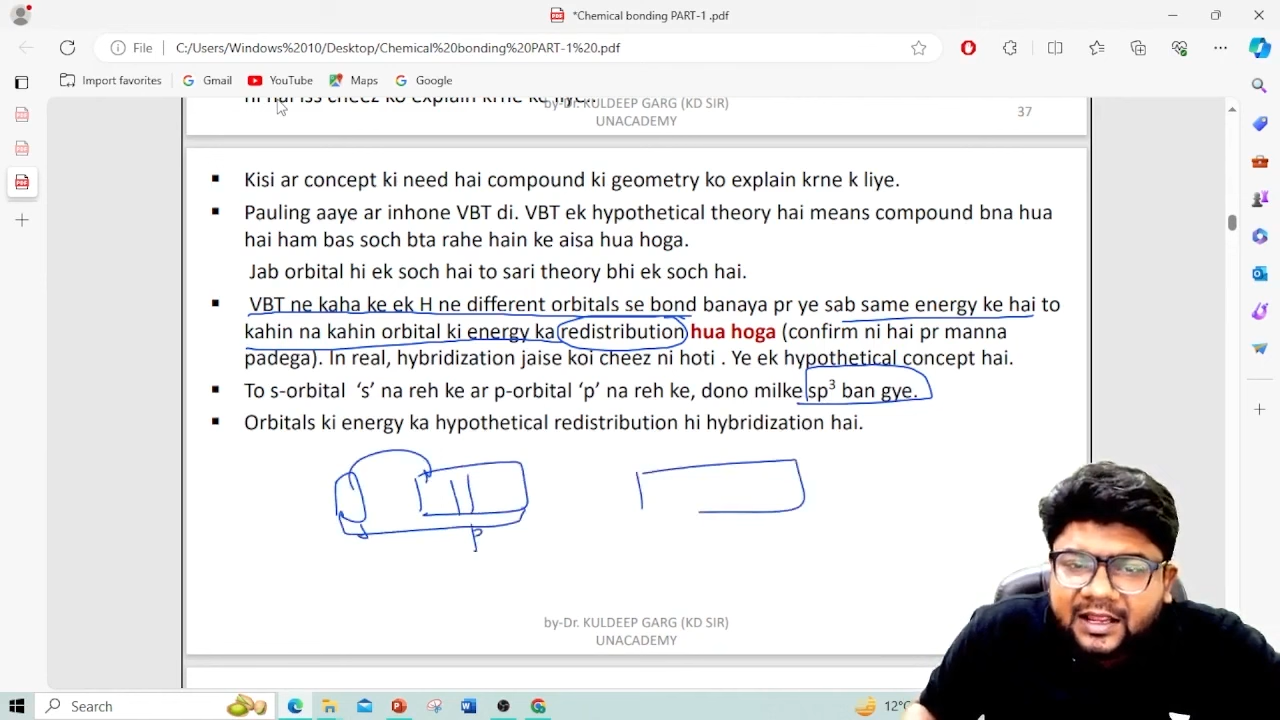 *Chemical bonding PART-1 .pdf
File C:/Users/Windows%2010/Desktop/Chemical%20bonding%20PART-1%20.pdf
Import favorites Gmail YouTube Maps Google
by-Dr. KULDEEP GARG (KD SIR)
UNACADEMY
37
▪ Kisi ar concept ki need hai compound ki geometry ko explain krne k liye.
▪ Pauling aaye ar inhone VBT di. VBT ek hypothetical theory hai means compound bna hua
hai ham bas soch bta rahe hain ke aisa hua hoga.
Jab orbital hi ek soch hai to sari theory bhi ek soch hai.
▪ VBT ne kaha ke ek H ne different orbitals se bond banaya pr ye sab same energy ke hai to
kahin na kahin orbital ki energy ka redistribution hua hoga (confirm ni hai pr manna
padega). In real, hybridization jaise koi cheez ni hoti . Ye ek hypothetical concept hai.
▪ To s-orbital ‘s’ na reh ke ar p-orbital ‘p’ na reh ke, dono milke sp³ ban gye.
▪ Orbitals ki energy ka hypothetical redistribution hi hybridization hai.
p
by-Dr. KULDEEP GARG (KD SIR)
UNACADEMY
Search
12°C